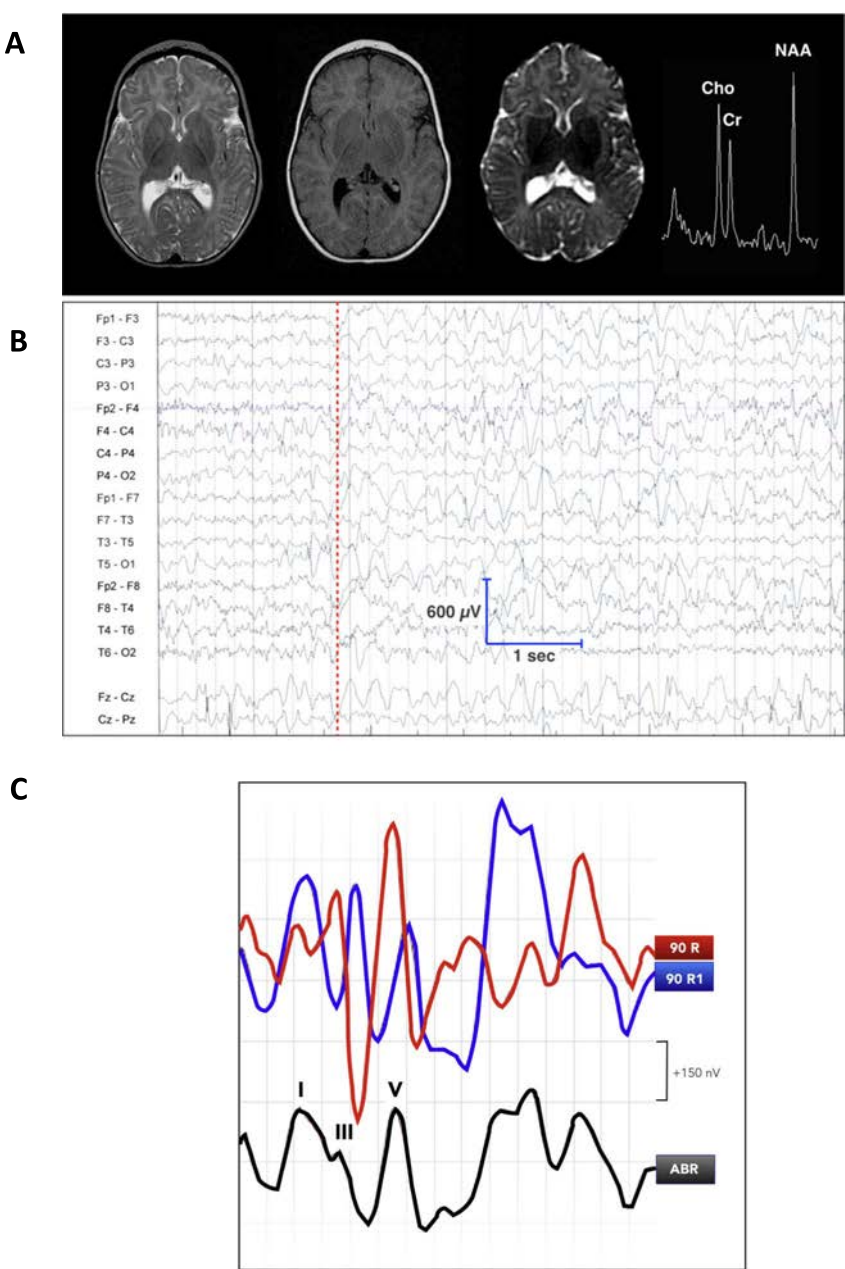 A
NAA
Cho
Cr
B
Fp1 - F3
F3 - C3
C3 - P3
P3 - O1
Fp2 - F4
F4 - C4
C4 - P4
P4 - O2
Fp1 - F7
F7 - T3
T3 - T5
T5 - O1
Fp2 - F8
F8 - T4
T4 - T6
T6 - O2
Fz - Cz
Cz - Pz
600 µV
1 sec
C
90 R
90 R1
+150 nV
I
V
III
ABR